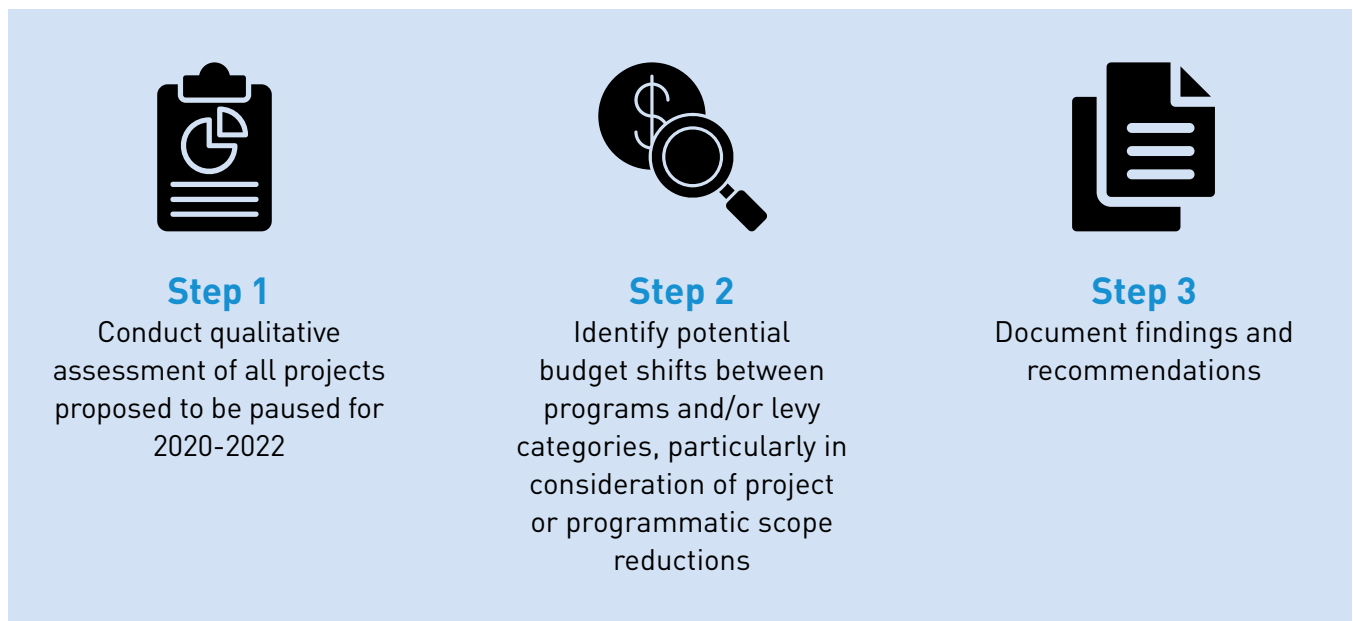 Step 1
Conduct qualitative
assessment of all projects
proposed to be paused for
2020-2022
Step 2
Identify potential
budget shifts between
programs and/or levy
categories, particularly in
consideration of project
or programmatic scope
reductions
Step 3
Document findings and
recommendations